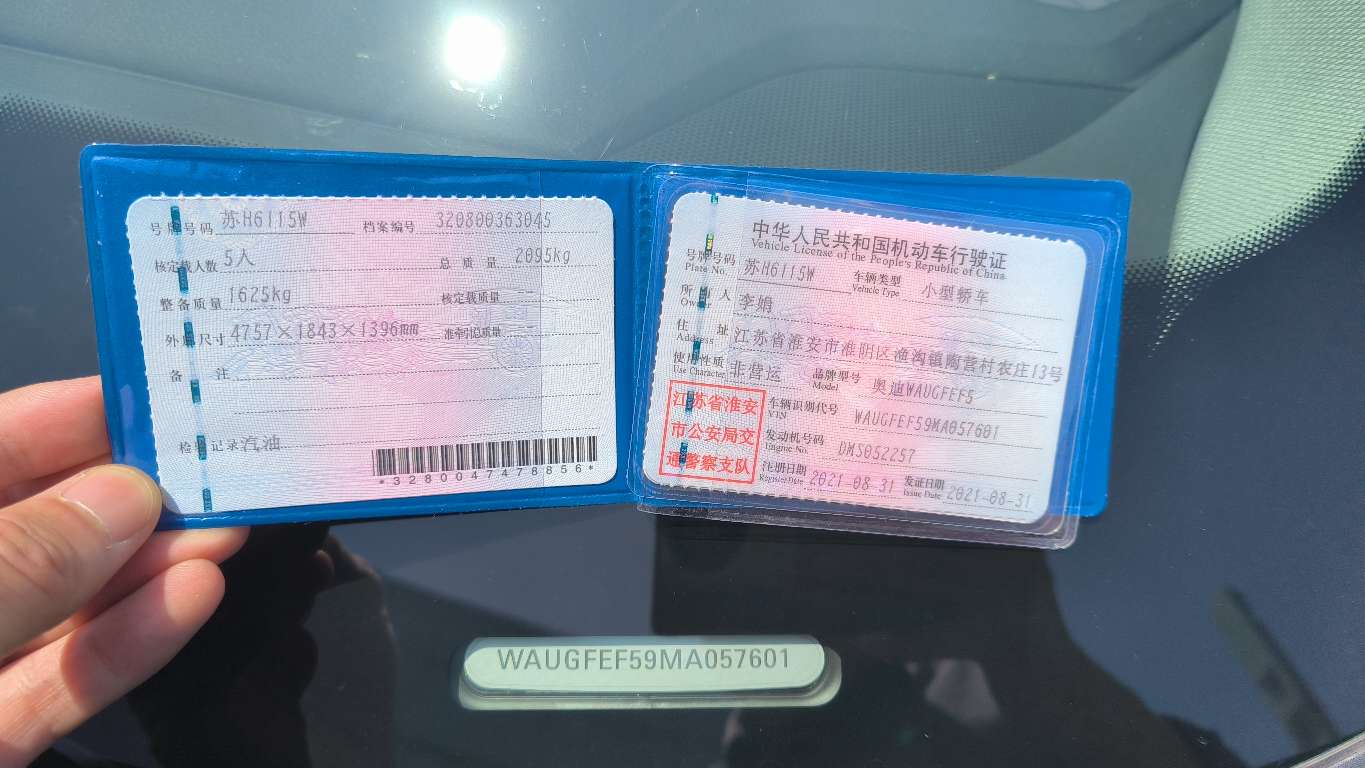 号牌号码 苏H6115W 档案编号 320800363045
核定载人数 5人 总质量 2095kg
整备质量 1625kg 核定载质量 --
外廓尺寸 4757×1843×1396mm 准牵引总质量 --
备注
检验记录 汽油
*3280047478856*
中华人民共和国机动车行驶证
Vehicle License of the People's Republic of China
号牌号码 苏H6115W 车辆类型 小型轿车
Plate No. Vehicle Type
所有人 李娟
Owner
住址 江苏省淮安市淮阴区渔沟镇陶营村农庄13号
Address
使用性质 非营运 品牌型号 奥迪WAUGFEF5
Use Character Model
江苏省淮安
市公安局交
通警察支队
车辆识别代号 WAUGFEF59MA057601
VIN
发动机号码 DMS052257
Engine No.
注册日期 2021-08-31 发证日期 2021-08-31
Register Date Issue Date
WAUGFEF59MA057601